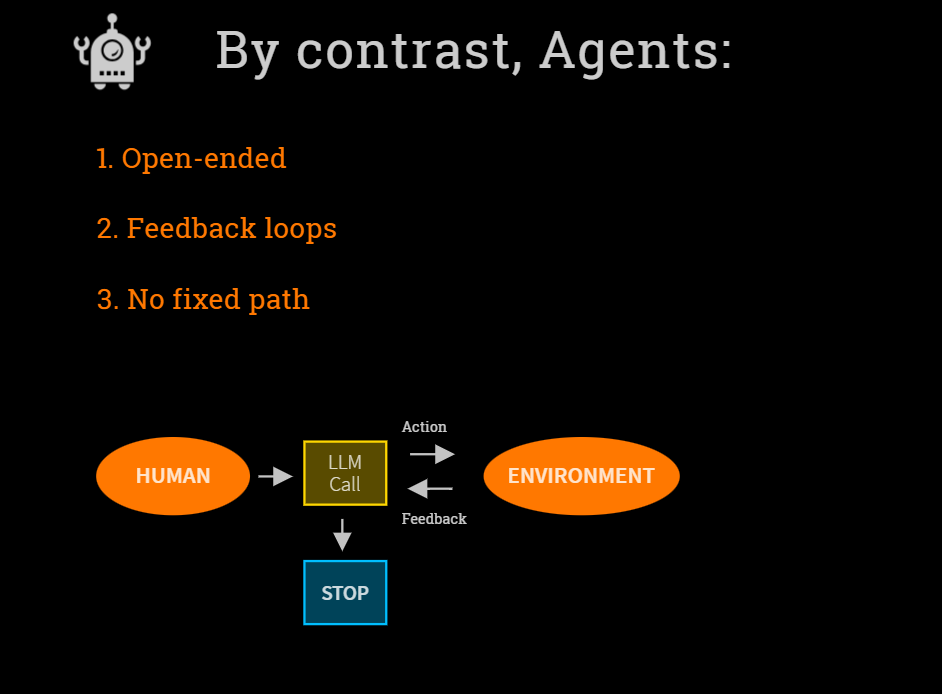 By contrast, Agents:
1. Open-ended
2. Feedback loops
3. No fixed path
Action
HUMAN
LLM
Call
ENVIRONMENT
Feedback
STOP